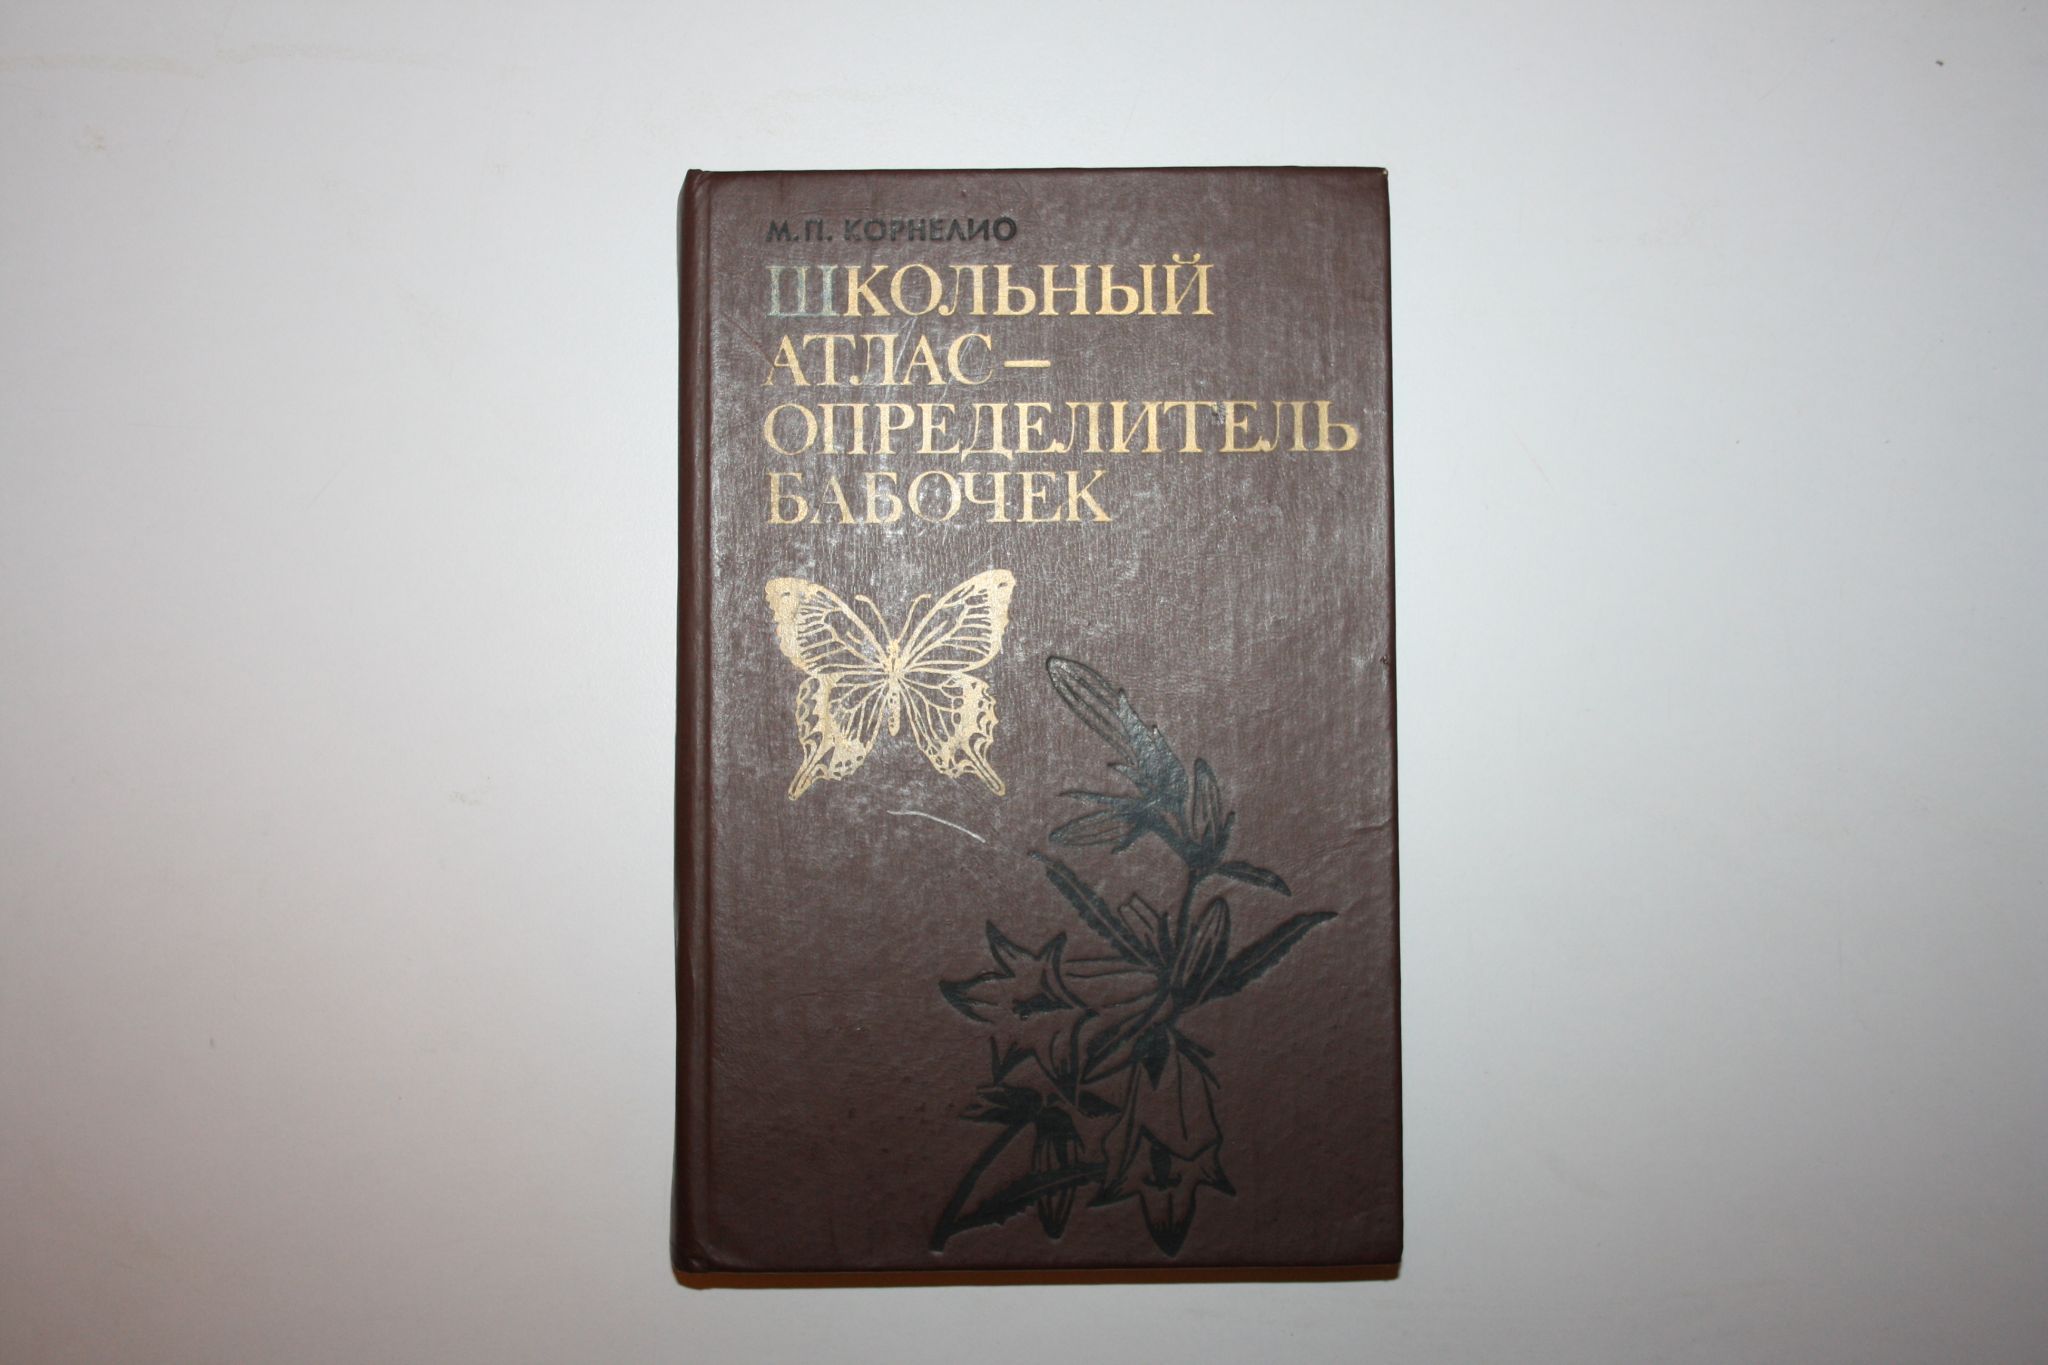 М.П. КОРНЕЛИО
ШКОЛЬНЫЙ
АТЛАС–
ОПРЕДЕЛИТЕЛЬ
БАБОЧЕК